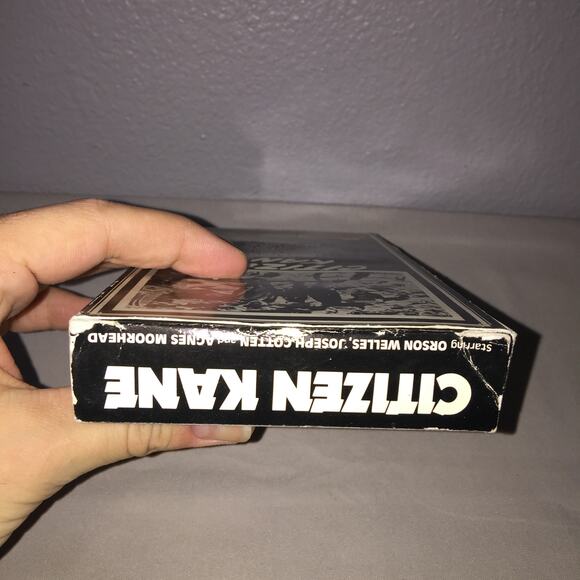 CITIZEN KANE
Starring ORSON WELLES, JOSEPH COTTEN and AGNES MOORHEAD